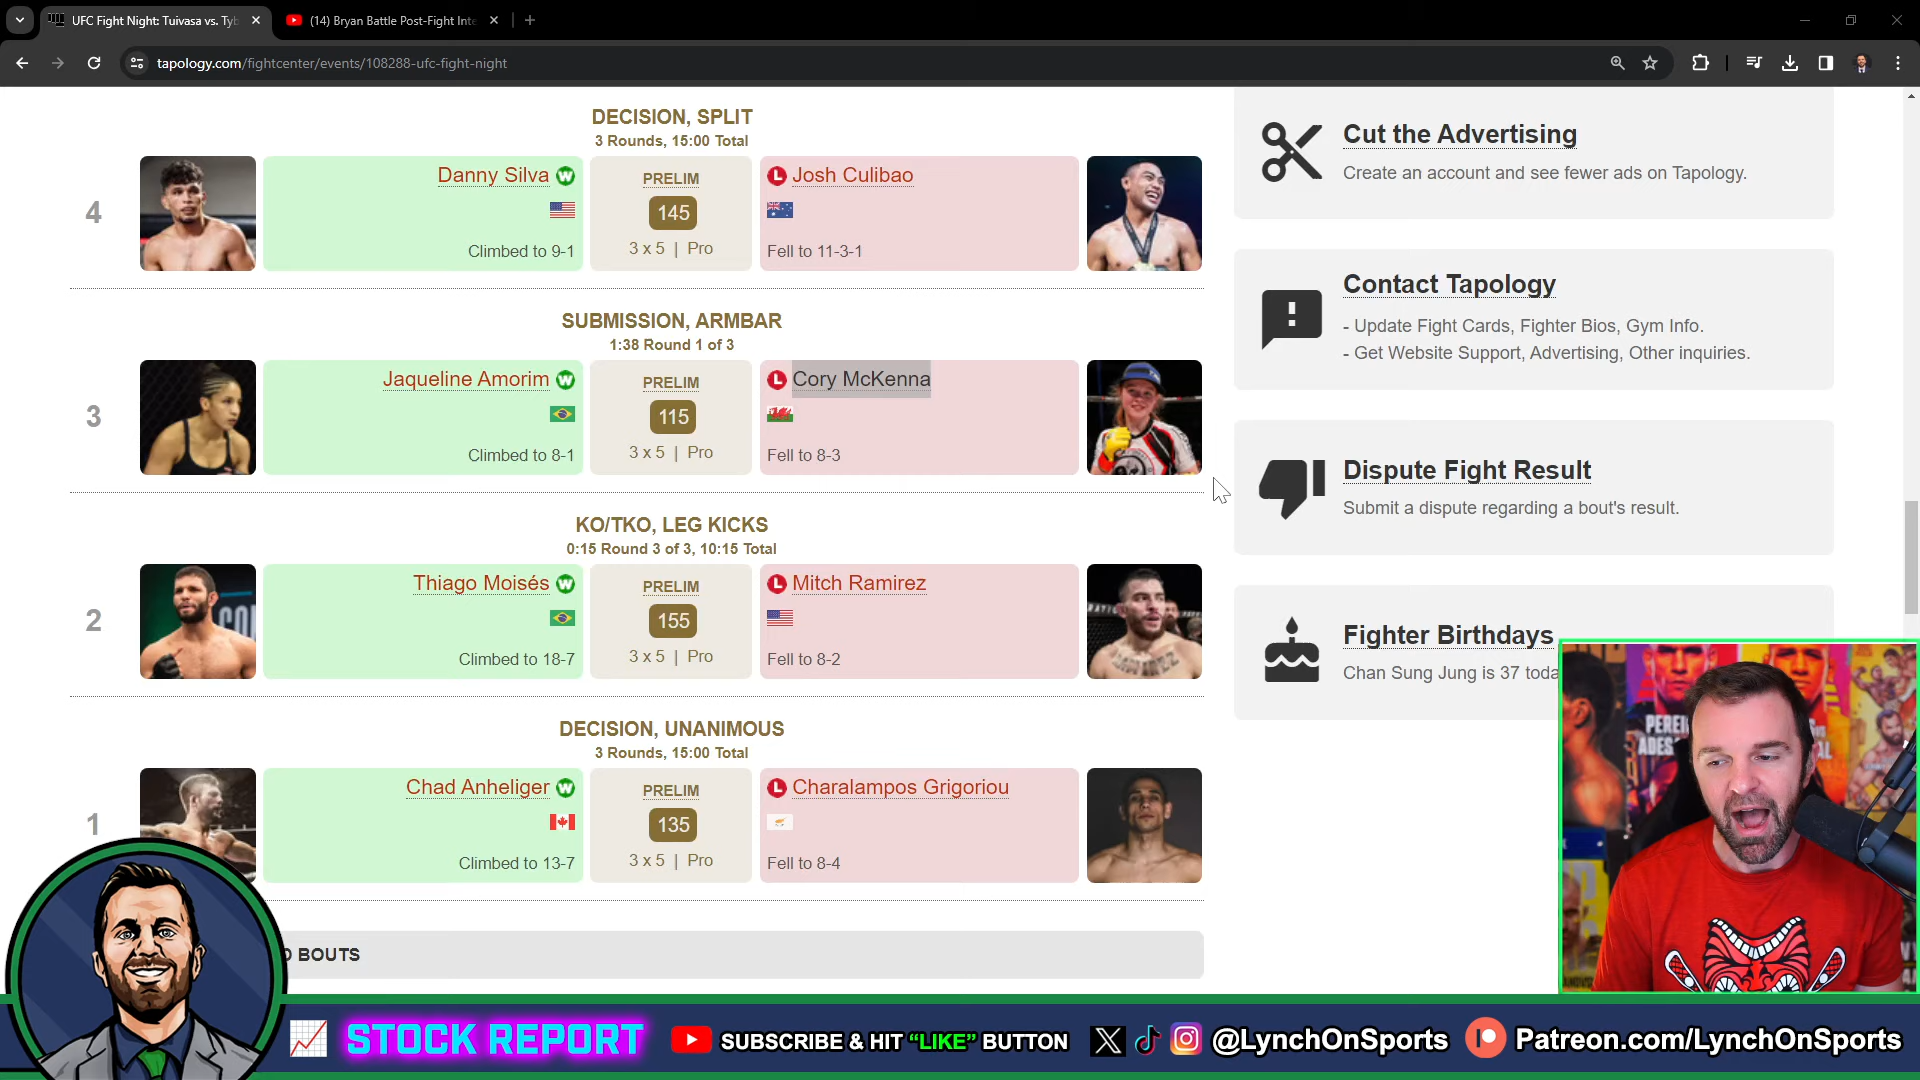 UFC Fight Night: Tuivasa vs. Tyb
(14) Bryan Battle Post-Fight Inte
tapology.com/fightcenter/events/108288-ufc-fight-night
DECISION, SPLIT
3 Rounds, 15:00 Total
4
Danny Silva W
Climbed to 9-1
PRELIM
145
3 x 5 | Pro
L Josh Culibao
Fell to 11-3-1
SUBMISSION, ARMBAR
1:38 Round 1 of 3
3
Jaqueline Amorim W
Climbed to 8-1
PRELIM
115
3 x 5 | Pro
L Cory McKenna
Fell to 8-3
KO/TKO, LEG KICKS
0:15 Round 3 of 3, 10:15 Total
2
Thiago Moisés W
Climbed to 18-7
PRELIM
155
3 x 5 | Pro
L Mitch Ramirez
Fell to 8-2
DECISION, UNANIMOUS
3 Rounds, 15:00 Total
1
Chad Anheliger W
Climbed to 13-7
PRELIM
135
3 x 5 | Pro
L Charalampos Grigoriou
Fell to 8-4
BOUTS
Cut the Advertising
Create an account and see fewer ads on Tapology.
Contact Tapology
- Update Fight Cards, Fighter Bios, Gym Info.
- Get Website Support, Advertising, Other inquiries.
Dispute Fight Result
Submit a dispute regarding a bout's result.
Fighter Birthdays
Chan Sung Jung is 37 toda
STOCK REPORT
SUBSCRIBE & HIT “LIKE” BUTTON
@LynchOnSports
Patreon.com/LynchOnSports